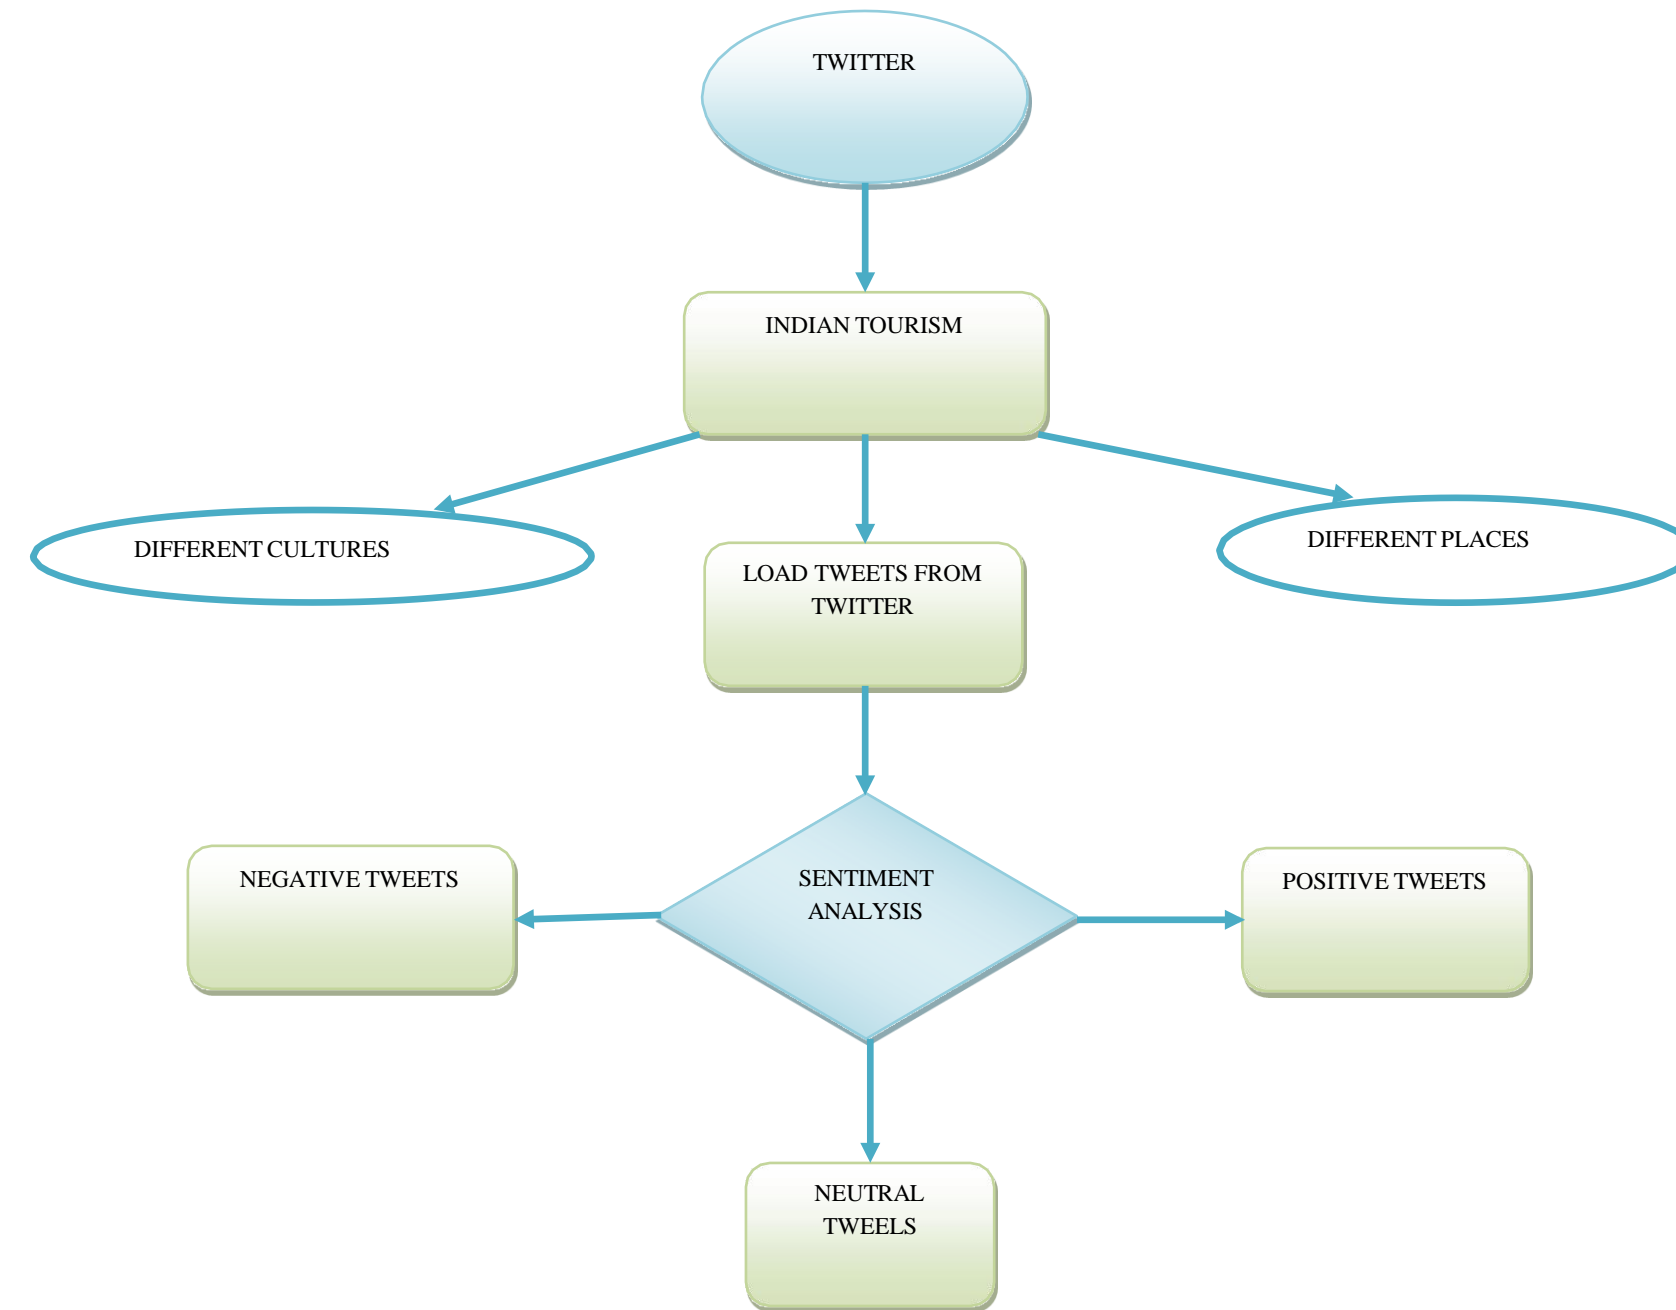 TWITTER
INDIAN TOURISM
DIFFERENT CULTURES
DIFFERENT PLACES
LOAD TWEETS FROM
TWITTER
NEGATIVE TWEETS
SENTIMENT
ANALYSIS
POSITIVE TWEETS
NEUTRAL
TWEELS